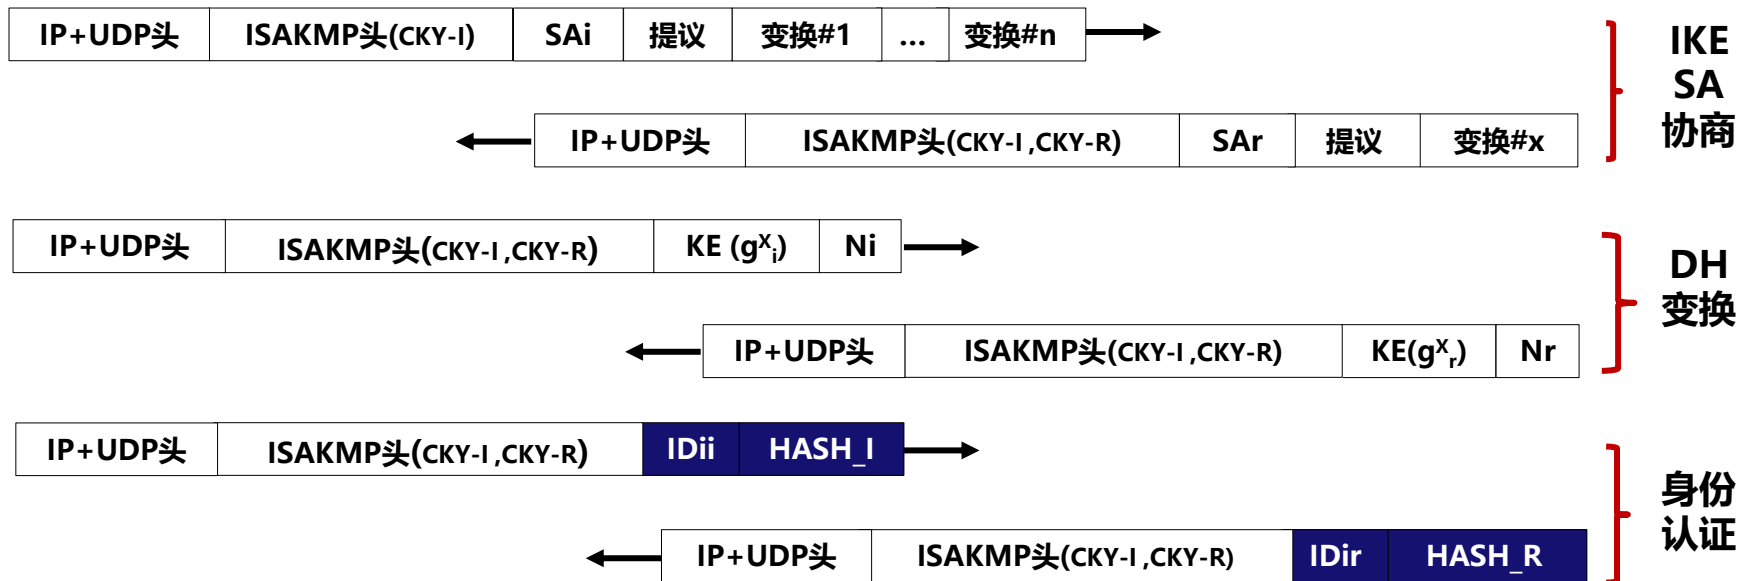 IP+UDP头 ISAKMP头(CKY-I) SAi 提议 变换#1 ... 变换#n
IKE
SA
协商
IP+UDP头 ISAKMP头(CKY-I ,CKY-R) SAr 提议 变换#x
IP+UDP头 ISAKMP头(CKY-I ,CKY-R) KE (g^X_i) Ni
DH
变换
IP+UDP头 ISAKMP头(CKY-I ,CKY-R) KE(g^X_r) Nr
IP+UDP头 ISAKMP头(CKY-I ,CKY-R) IDii HASH_I
身份
认证
IP+UDP头 ISAKMP头(CKY-I ,CKY-R) IDir HASH_R